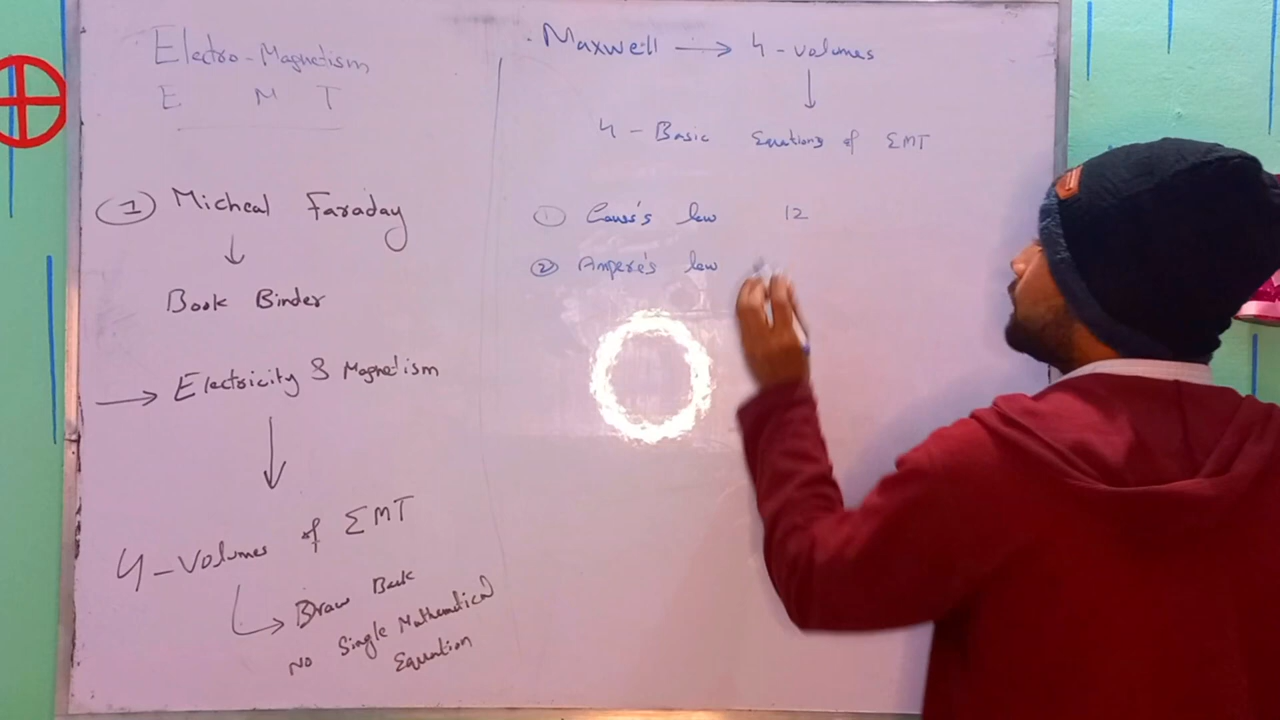 Electro-Magnetism
E M T
1 Micheal Faraday
↓
Book Binder
→ Electricity & Magnetism
↓
4-volumes of EMT
Draw Back
No Single Mathematical
Equation
Maxwell → 4-volumes
↓
4-Basic Equations of EMT
1 Gauss's law 12
2 Ampere's law